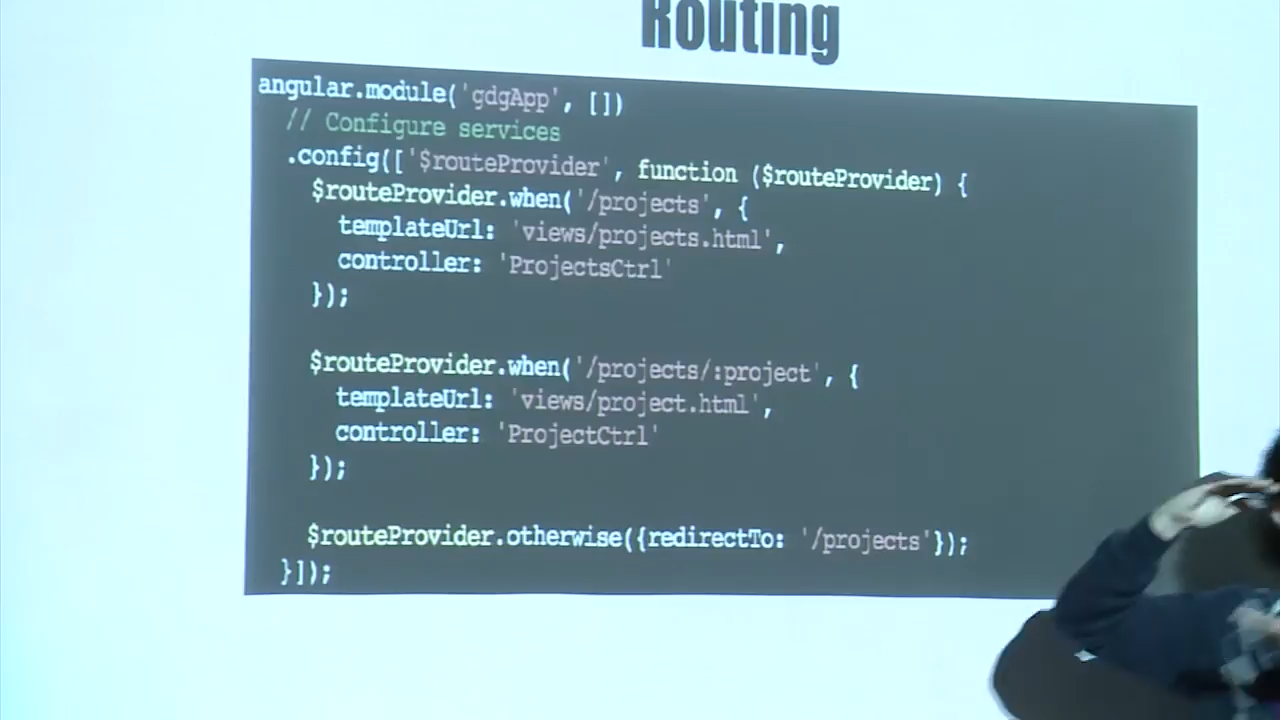 Routing
angular.module('gdgApp', [])
// Configure services
.config(['$routeProvider', function ($routeProvider) {
$routeProvider.when('/projects', {
templateUrl: 'views/projects.html',
controller: 'ProjectsCtrl'
});
$routeProvider.when('/projects/:project', {
templateUrl: 'views/project.html',
controller: 'ProjectCtrl'
});
$routeProvider.otherwise({redirectTo: '/projects'});
}]);